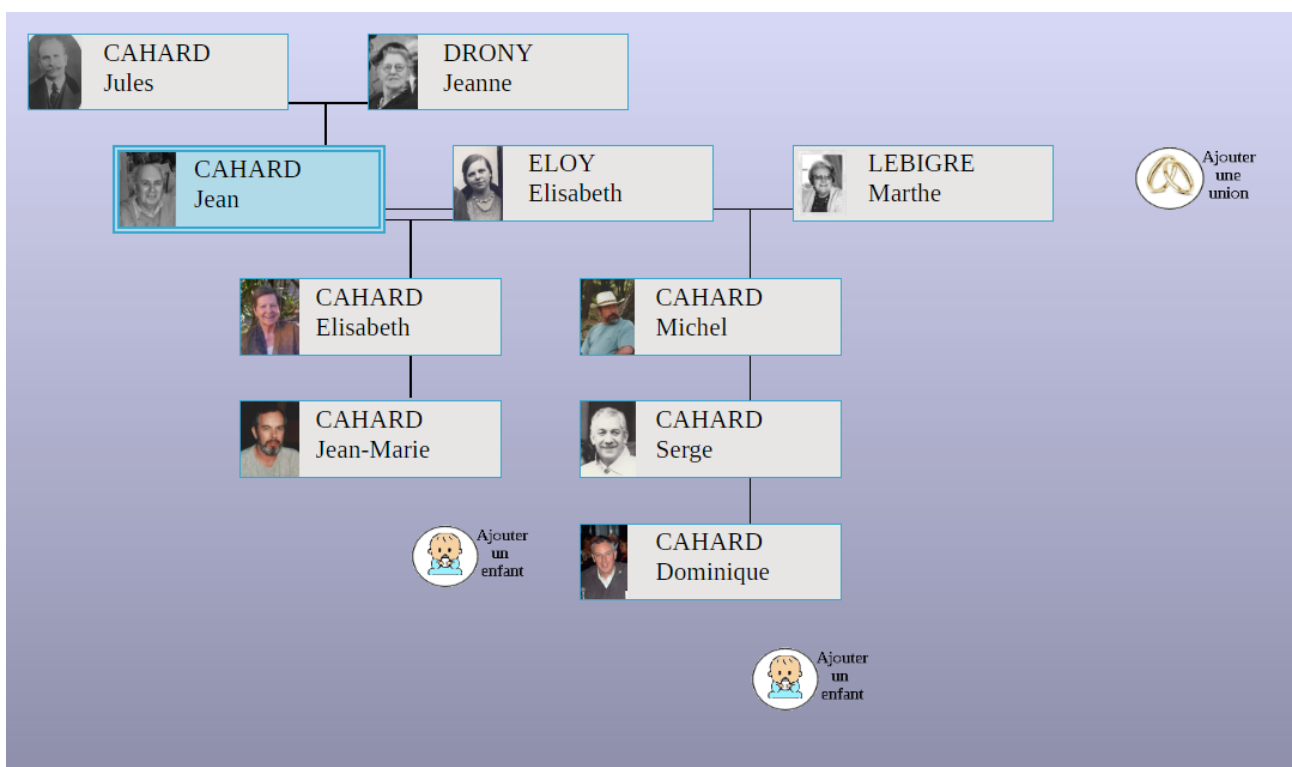 CAHARD
Jules
DRONY
Jeanne
CAHARD
Jean
ELOY
Elisabeth
LEBIGRE
Marthe
Ajouter
une
union
CAHARD
Elisabeth
CAHARD
Michel
CAHARD
Jean-Marie
CAHARD
Serge
Ajouter
un
enfant
CAHARD
Dominique
Ajouter
un
enfant